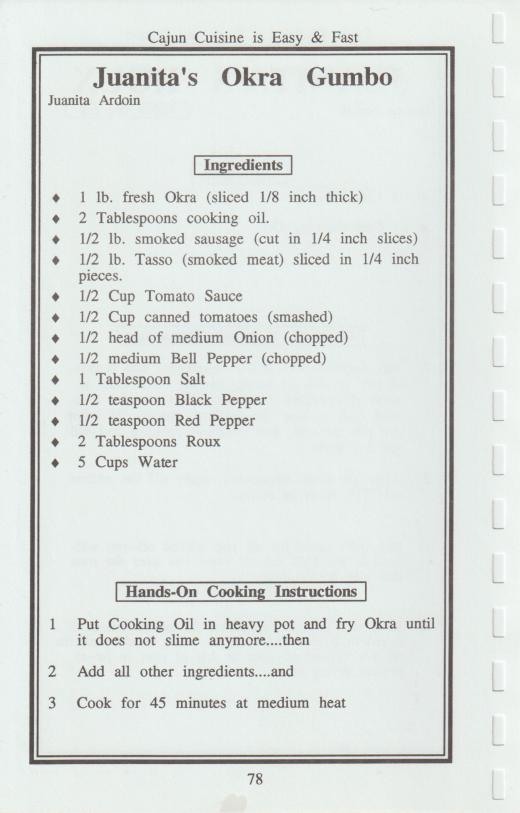 Cajun Cuisine is Easy & Fast
Juanita's Okra Gumbo
Juanita Ardoin
Ingredients
♦ 1 lb. fresh Okra (sliced 1/8 inch thick)
♦ 2 Tablespoons cooking oil.
♦ 1/2 lb. smoked sausage (cut in 1/4 inch slices)
♦ 1/2 lb. Tasso (smoked meat) sliced in 1/4 inch
pieces.
♦ 1/2 Cup Tomato Sauce
♦ 1/2 Cup canned tomatoes (smashed)
♦ 1/2 head of medium Onion (chopped)
♦ 1/2 medium Bell Pepper (chopped)
♦ 1 Tablespoon Salt
♦ 1/2 teaspoon Black Pepper
♦ 1/2 teaspoon Red Pepper
♦ 2 Tablespoons Roux
♦ 5 Cups Water
Hands-On Cooking Instructions
1 Put Cooking Oil in heavy pot and fry Okra until
it does not slime anymore....then
2 Add all other ingredients....and
3 Cook for 45 minutes at medium heat
78